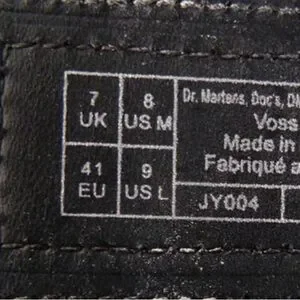 7 UK
8 US M
41 EU
9 US L
Dr. Martens, Doc's, DM
Voss
Made in
Fabriqué a
JY004